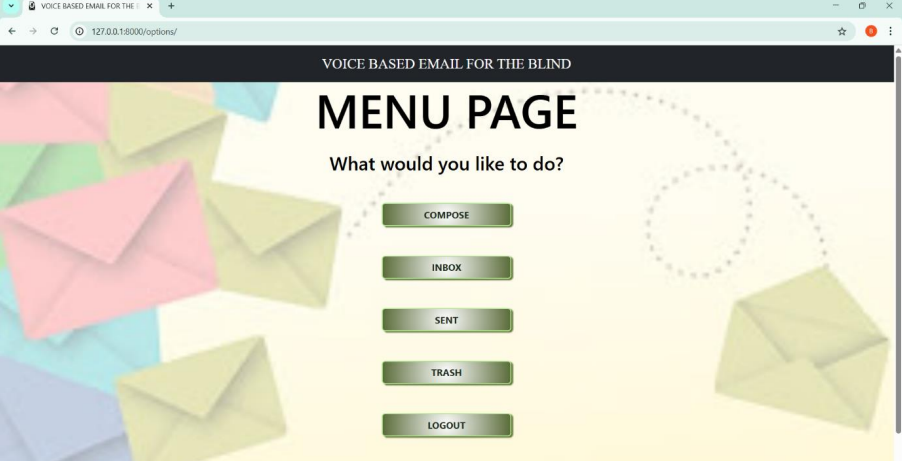 VOICE BASED EMAIL FOR THE
127.0.0.1:8000/options/
B
VOICE BASED EMAIL FOR THE BLIND
MENU PAGE
What would you like to do?
COMPOSE
INBOX
SENT
TRASH
LOGOUT